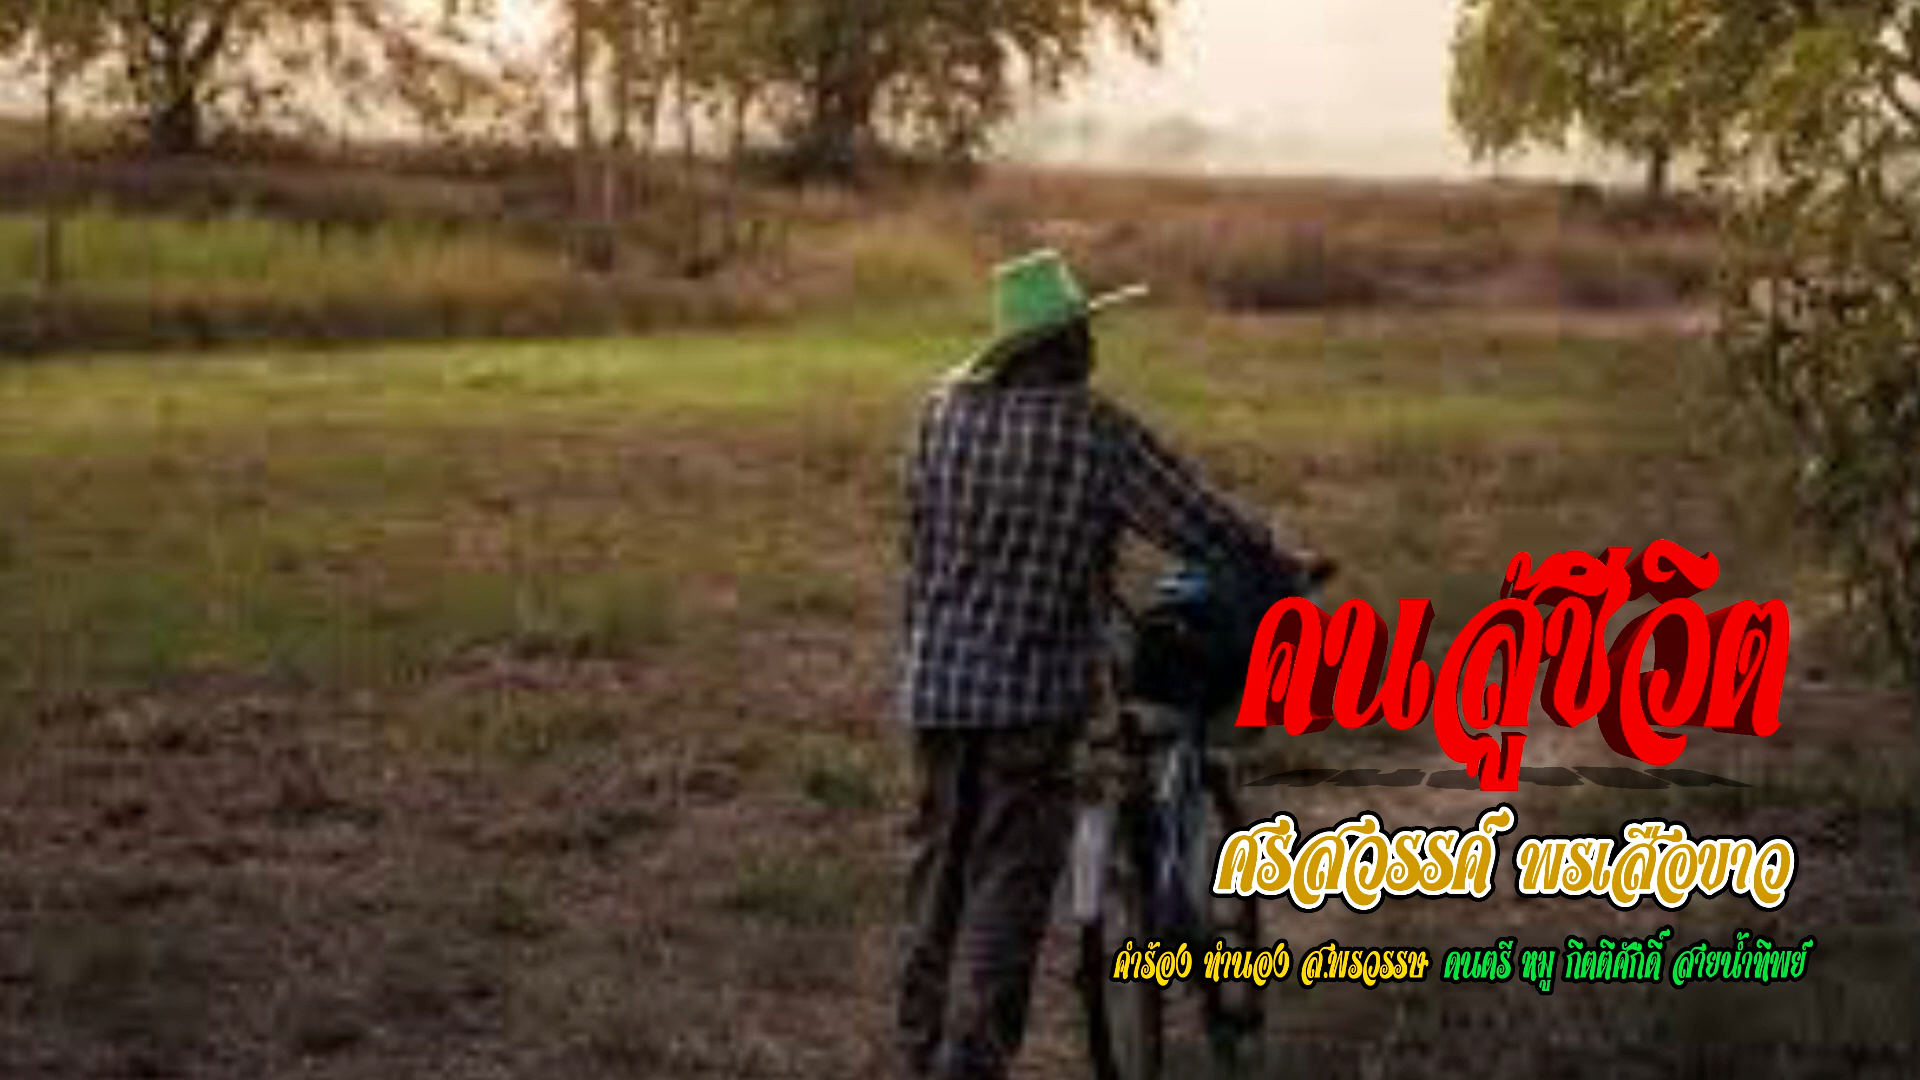 คนสู้ชีวิต
ศรีสวรรค์ พรเสือขาว
คำร้อง ทำนอง ส.พรวรรษ ดนตรี หมู กิตติศักดิ์ สายน้ำทิพย์